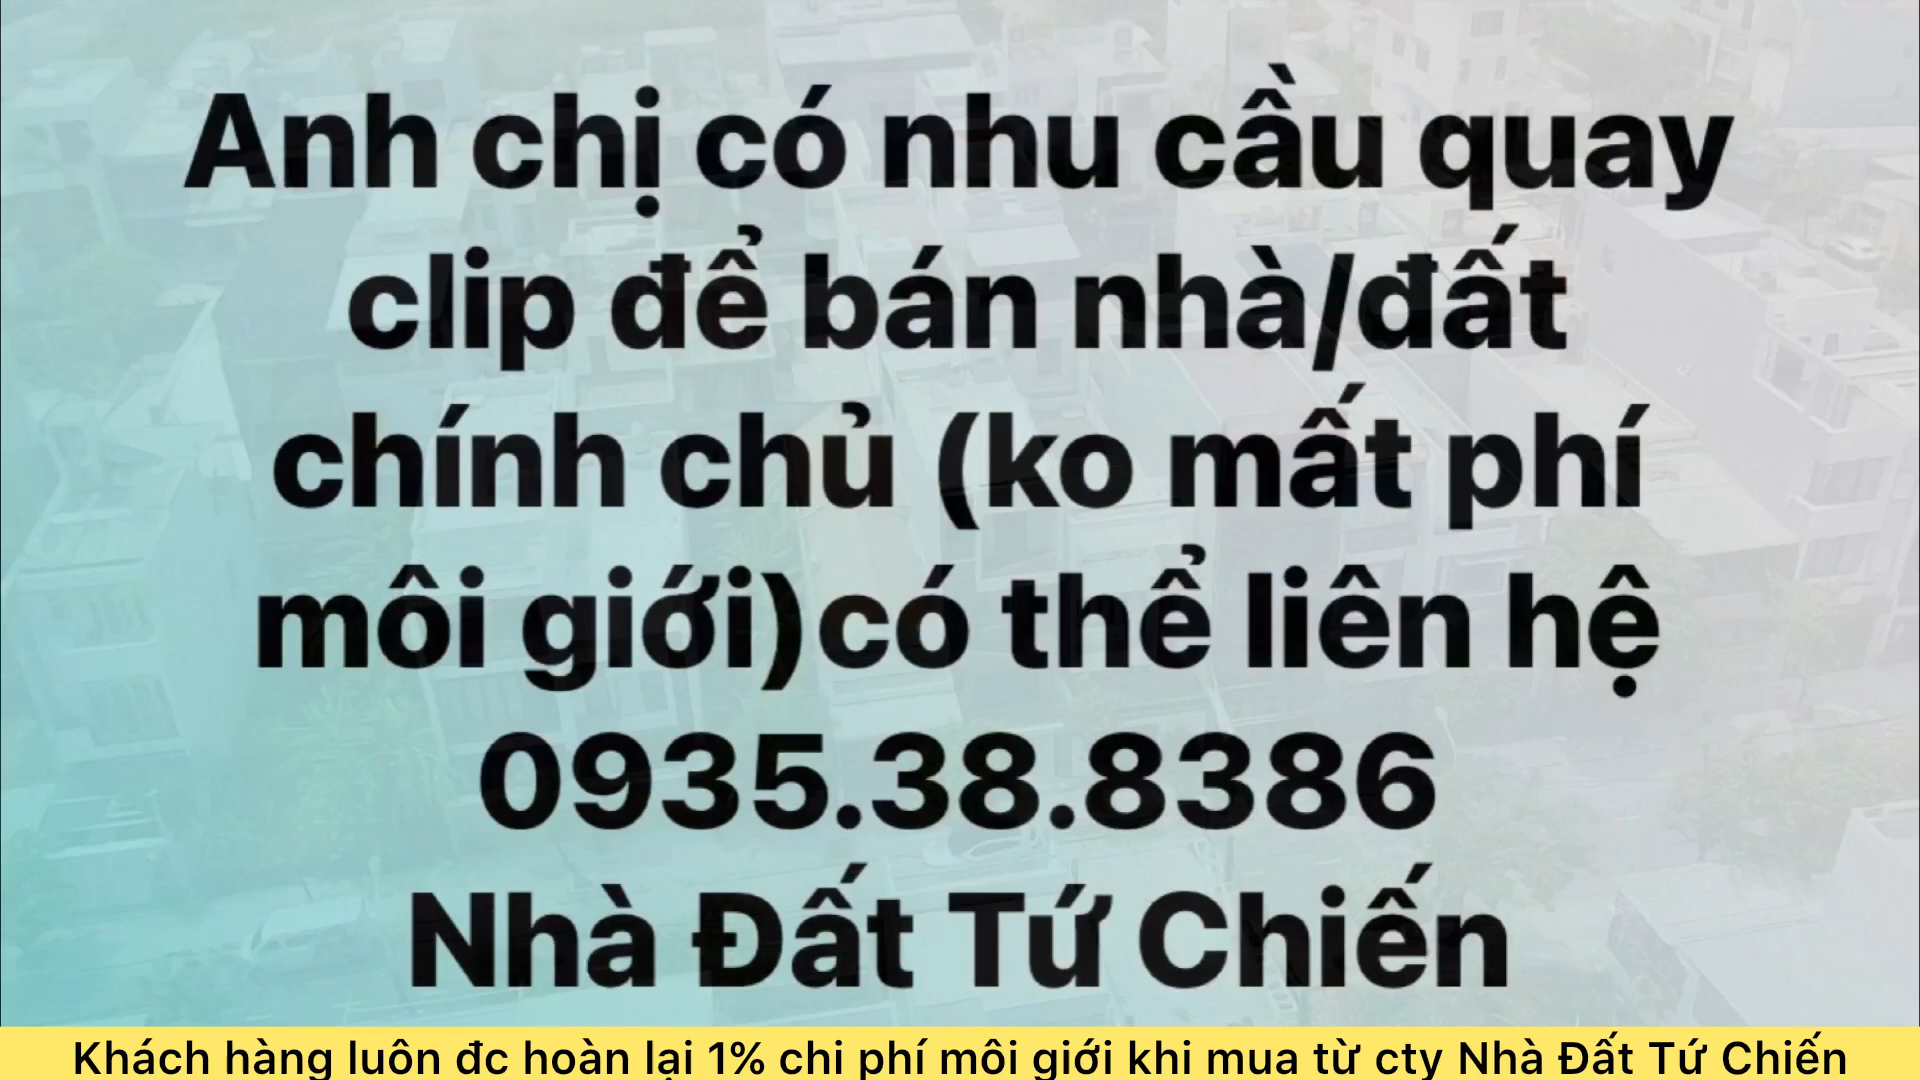 Anh chị có nhu cầu quay
clip để bán nhà/đất
chính chủ (ko mất phí
môi giới)có thể liên hệ
0935.38.8386
Nhà Đất Tứ Chiến
Khách hàng luôn đc hoàn lại 1% chi phí môi giới khi mua từ cty Nhà Đất Tứ Chiến